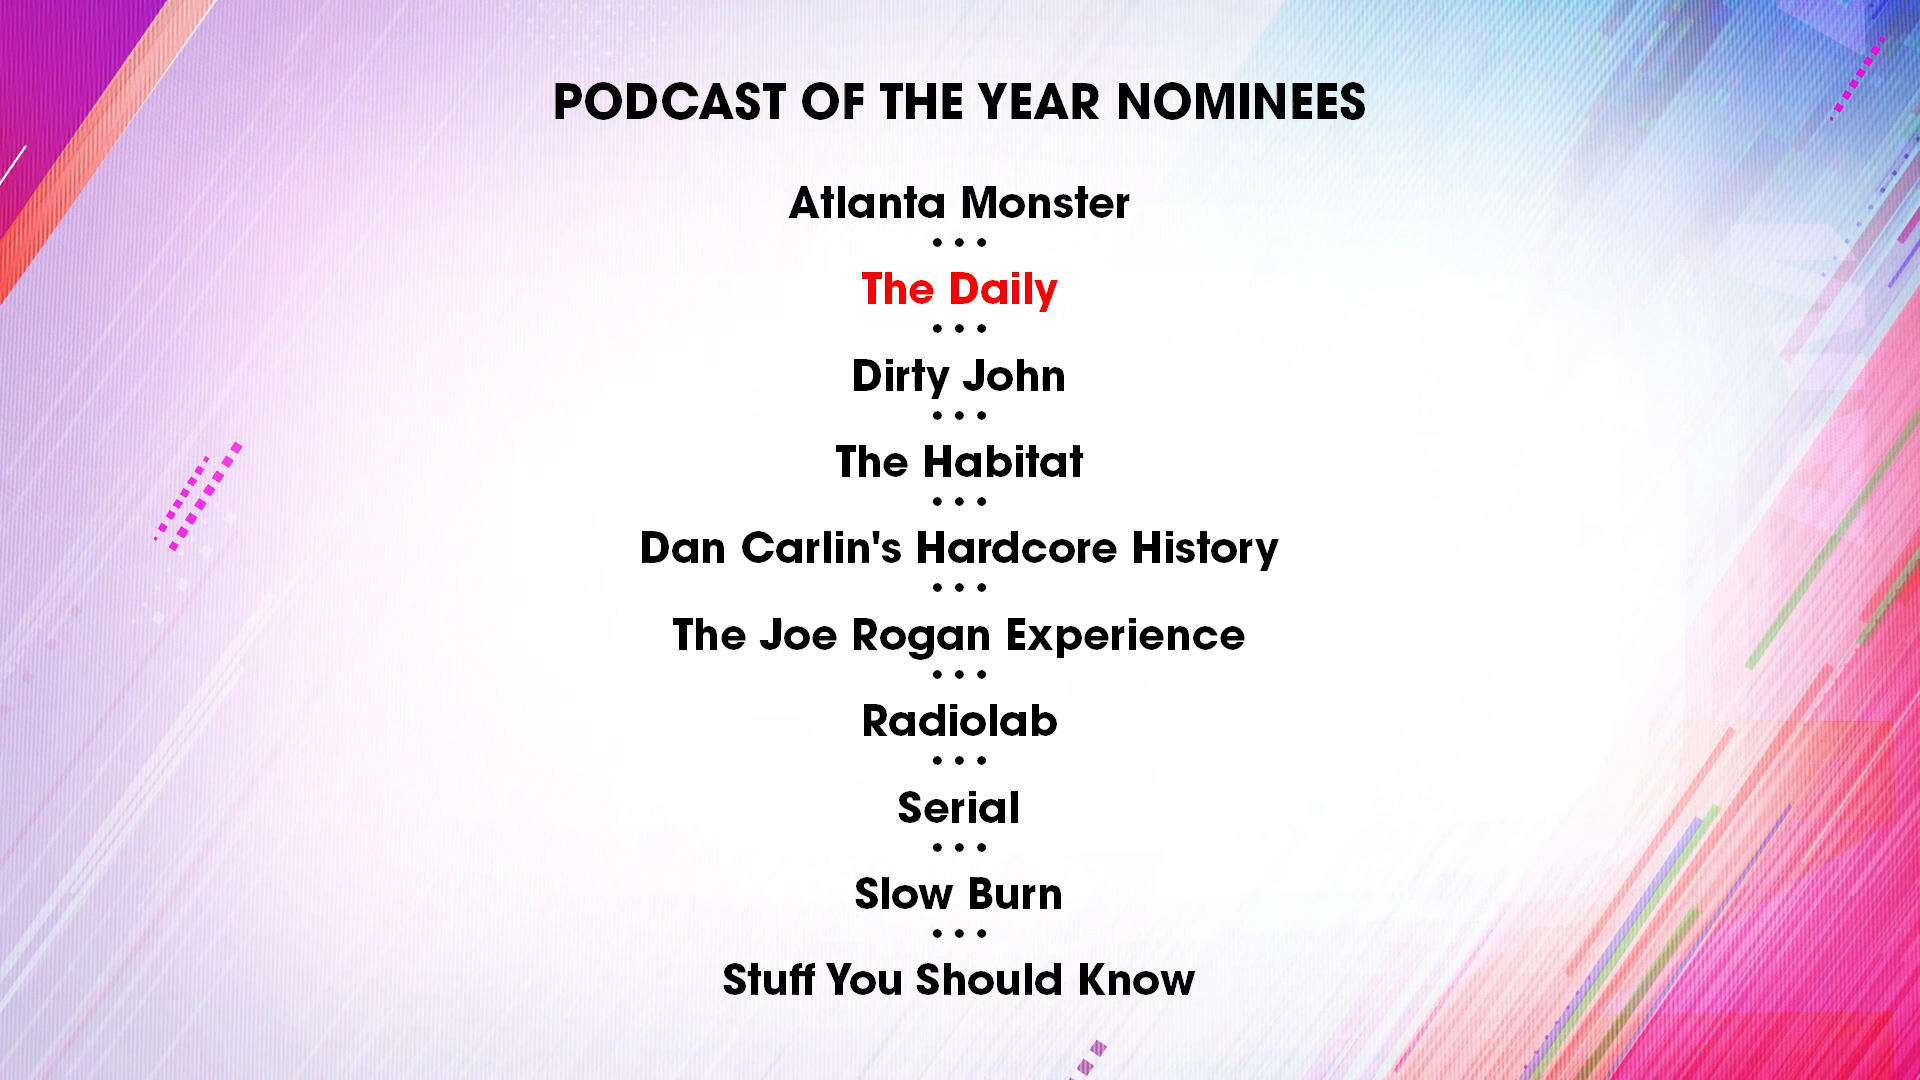 PODCAST OF THE YEAR NOMINEES
Atlanta Monster
•••
The Daily
•••
Dirty John
•••
The Habitat
•••
Dan Carlin's Hardcore History
•••
The Joe Rogan Experience
•••
Radiolab
•••
Serial
•••
Slow Burn
•••
Stuff You Should Know